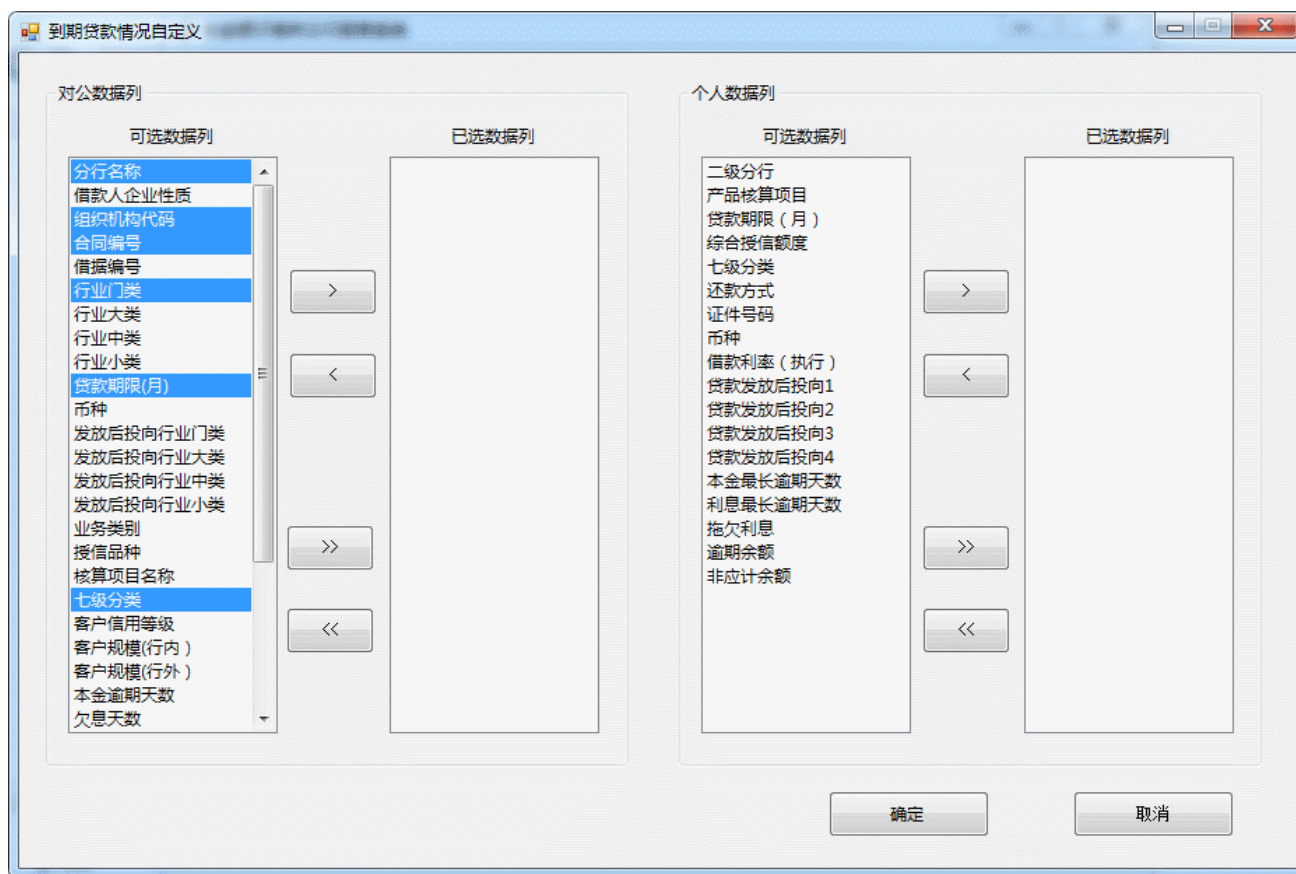 到期贷款情况自定义
对公数据列
可选数据列
已选数据列
分行名称
借款人企业性质
组织机构代码
合同编号
借据编号
行业门类
行业大类
行业中类
行业小类
贷款期限(月)
币种
发放后投向行业门类
发放后投向行业大类
发放后投向行业中类
发放后投向行业小类
业务类别
授信品种
核算项目名称
七级分类
客户信用等级
客户规模(行内）
客户规模(行外）
本金逾期天数
欠息天数
>
<
>>
<<
个人数据列
可选数据列
已选数据列
二级分行
产品核算项目
贷款期限（月）
综合授信额度
七级分类
还款方式
证件号码
币种
借款利率（执行）
贷款发放后投向1
贷款发放后投向2
贷款发放后投向3
贷款发放后投向4
本金最长逾期天数
利息最长逾期天数
拖欠利息
逾期余额
非应计余额
>
<
>>
<<
确定
取消